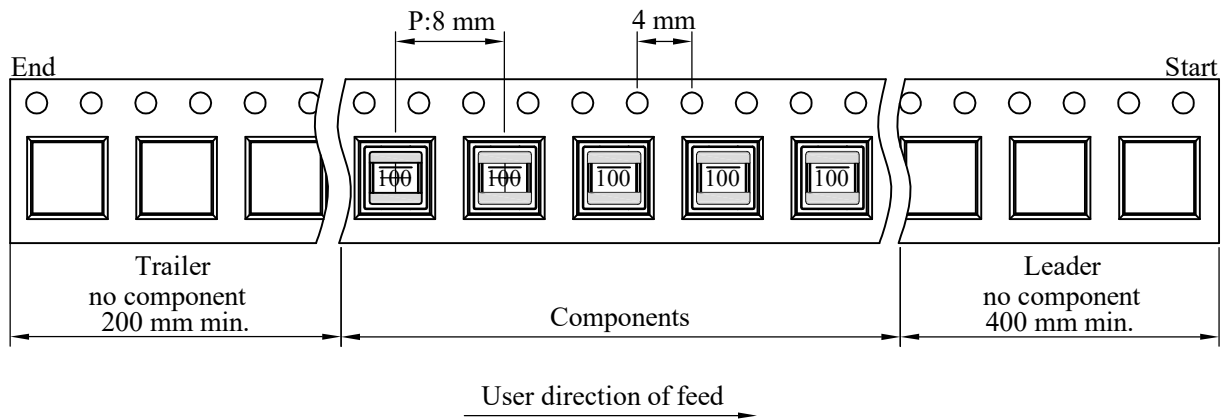 P:8 mm
4 mm
End
Start
100
100
100
100
100
Trailer
no component
200 mm min.
Components
Leader
no component
400 mm min.
User direction of feed